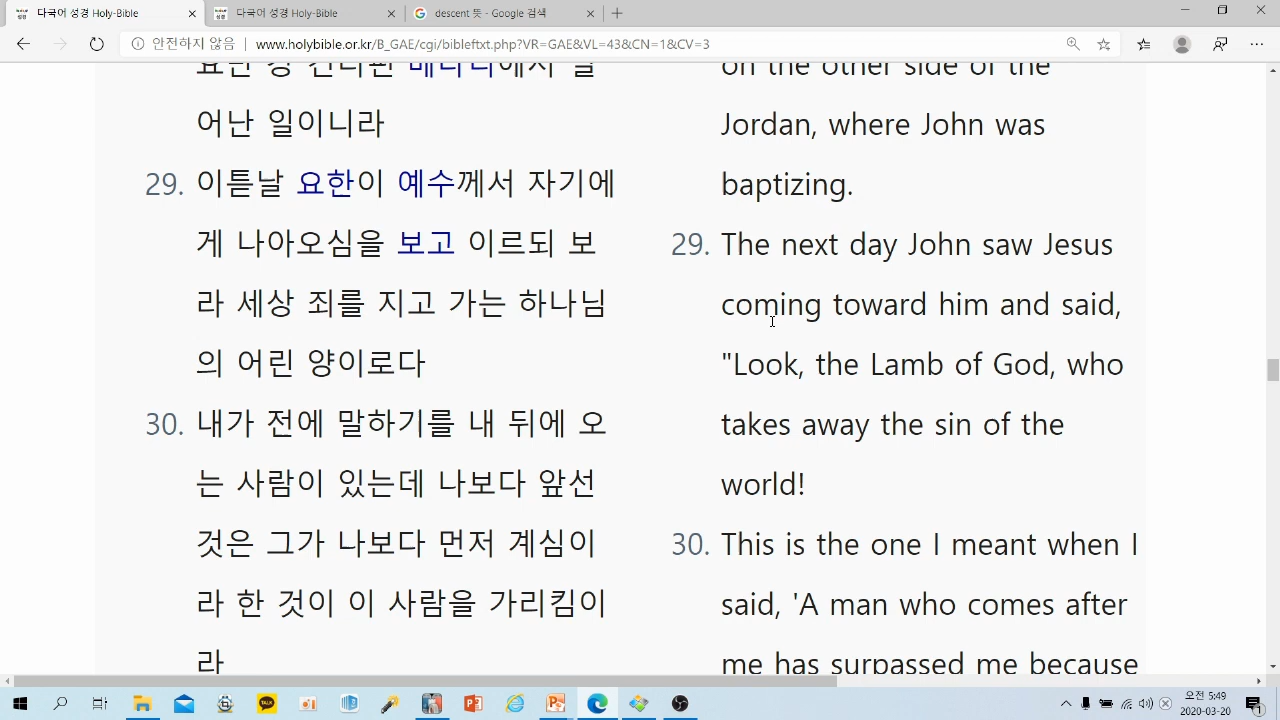 다국어 성경 Holy-Bible
다국어 성경 Holy-Bible
descent 뜻 - Google 검색
안전하지 않음
www.holybible.or.kr/B_GAE/cgi/bibleftxt.php?VR=GAE&VL=43&CN=1&CV=3
어난 일이니라
29. 이튿날 요한이 예수께서 자기에
게 나아오심을 보고 이르되 보
라 세상 죄를 지고 가는 하나님
의 어린 양이로다
30. 내가 전에 말하기를 내 뒤에 오
는 사람이 있는데 나보다 앞선
것은 그가 나보다 먼저 계심이
라 한 것이 이 사람을 가리킴이
라
on the other side of the
Jordan, where John was
baptizing.
29. The next day John saw Jesus
coming toward him and said,
"Look, the Lamb of God, who
takes away the sin of the
world!
30. This is the one I meant when I
said, 'A man who comes after
me has surpassed me because
TALK
오전 5:49
2020-03-20
1